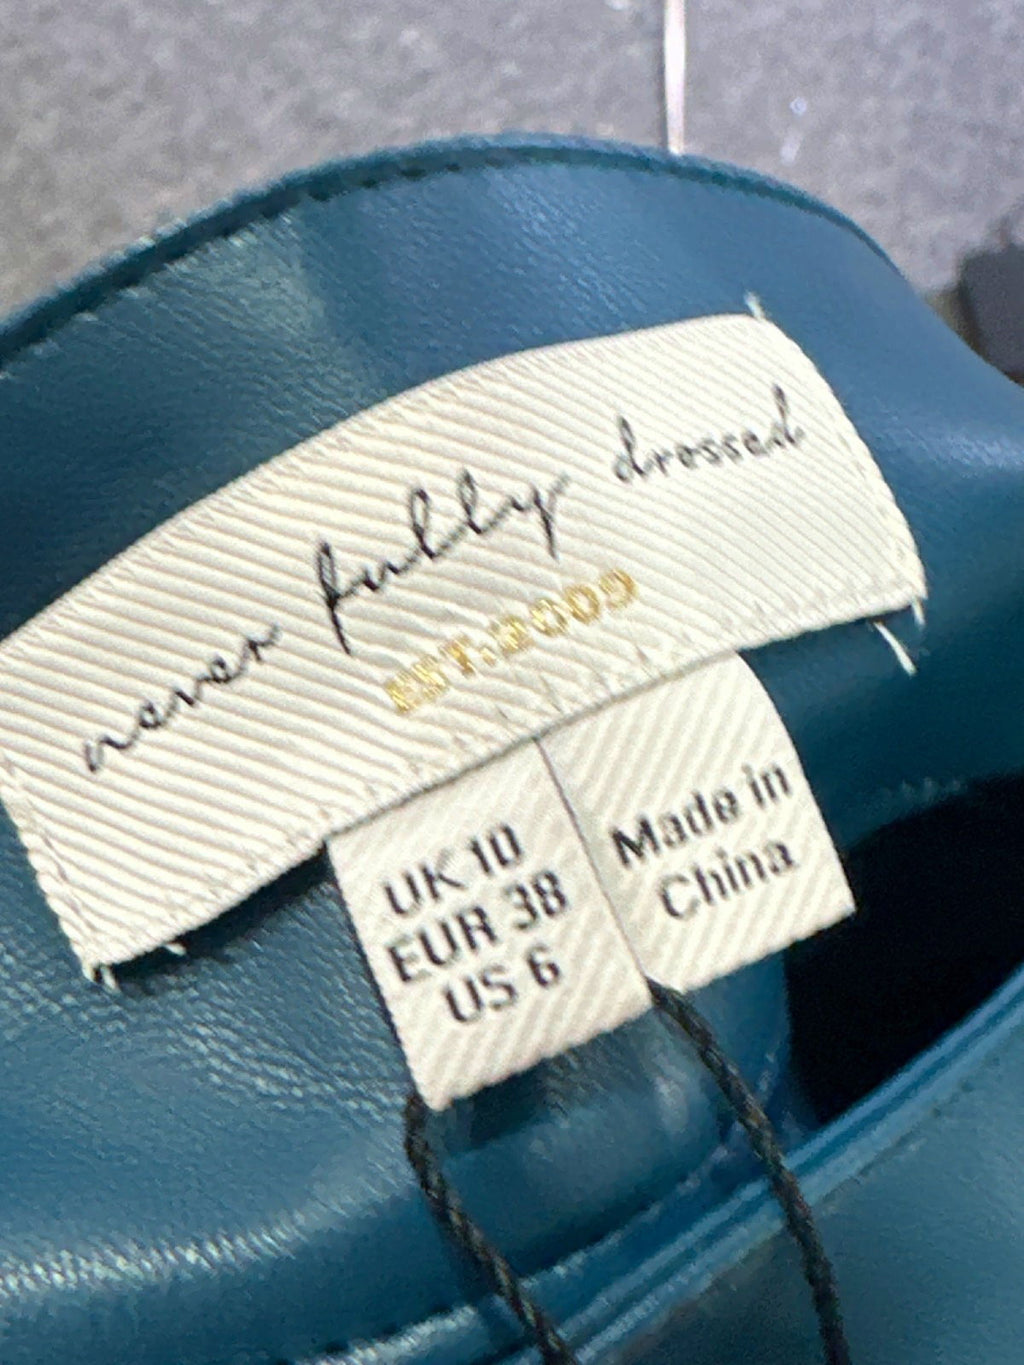 never fully dressed
EST.2009
UK 10
EUR 38
US 6
Made in
China